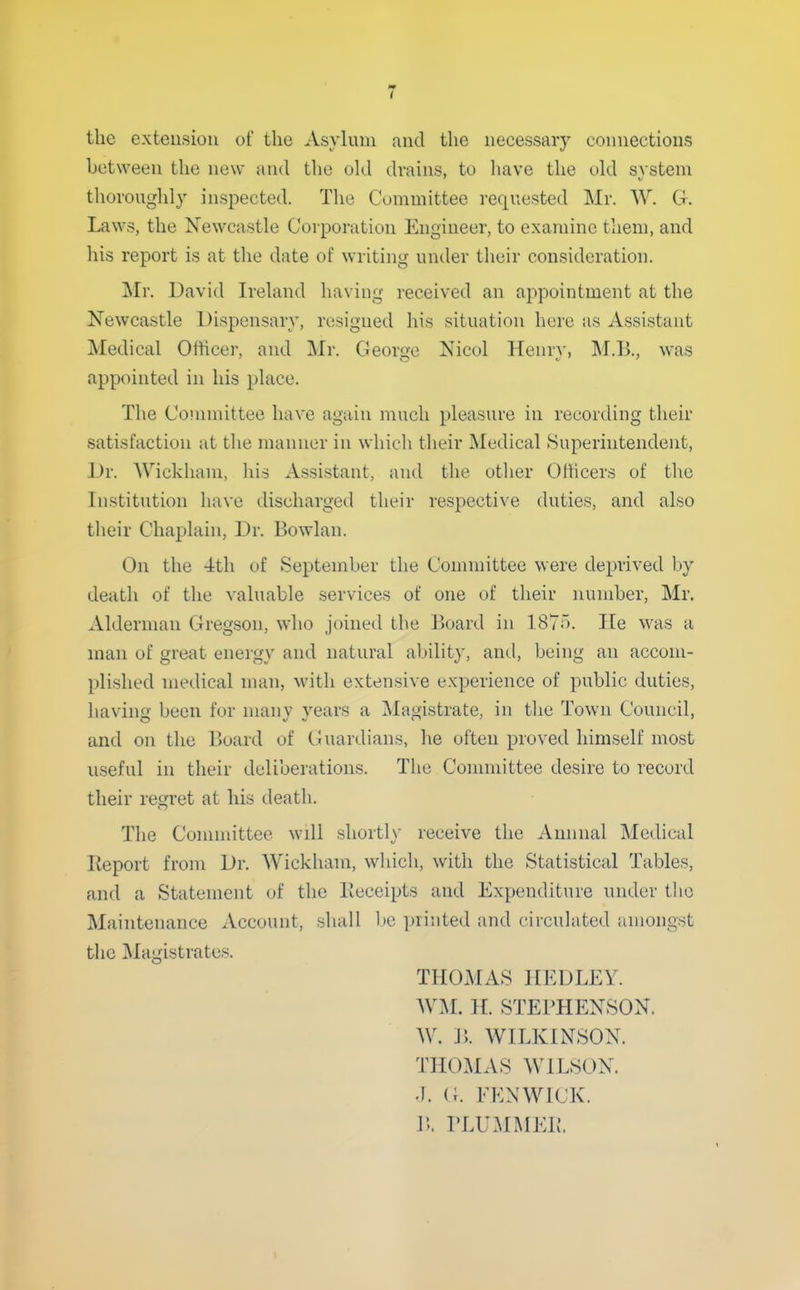 7
the extension of the Asylum and the necessary connections
between the new and the old drains, to have the old system
thoroughly inspected. The Committee requested Mr. W. G.
Laws, the Newcastle Corporation Engineer, to examine them, and
his report is at the date of writing under their consideration.
Mr. David Ireland having received an appointment at the
Newcastle Dispensary, resigned his situation here as Assistant
Medical Officer, and Mr. George Nicol Henry, M.B., was
appointed in his place.
The Committee have again much pleasure in recording their
satisfaction at the manner in which their Medical Superintendent,
Dr. Wickham, his Assistant, and the other Officers of the
Institution have discharged their respective duties, and also
their Chaplain, Dr. Bowlan.
On the 4th of September the Committee were deprived by
death of the valuable services of one of their number, Mr.
Alderman Gregson, who joined the Board in 1875. He was a
man of great energy and natural ability, and, being an accom-
plished medical man, with extensive experience of public duties,
having been for many years a Magistrate, in the Town Council,
and on the Board of Guardians, he often proved himself most
useful in their deliberations. The Committee desire to record
their regret at his death.
The Committee will shortly receive the Annual Medical
Report from Dr. Wickham, which, with the Statistical Tables,
and a Statement of the Receipts and Expenditure under the
Maintenance Account, shall be printed and circulated amongst
the Magistrates.
THOMAS HEDLEY.
WM. H. STEPHENSON.
W. B. WILKINSON.
THOMAS WILSON.
J. G. FENWICK.
B. PLUMMER.